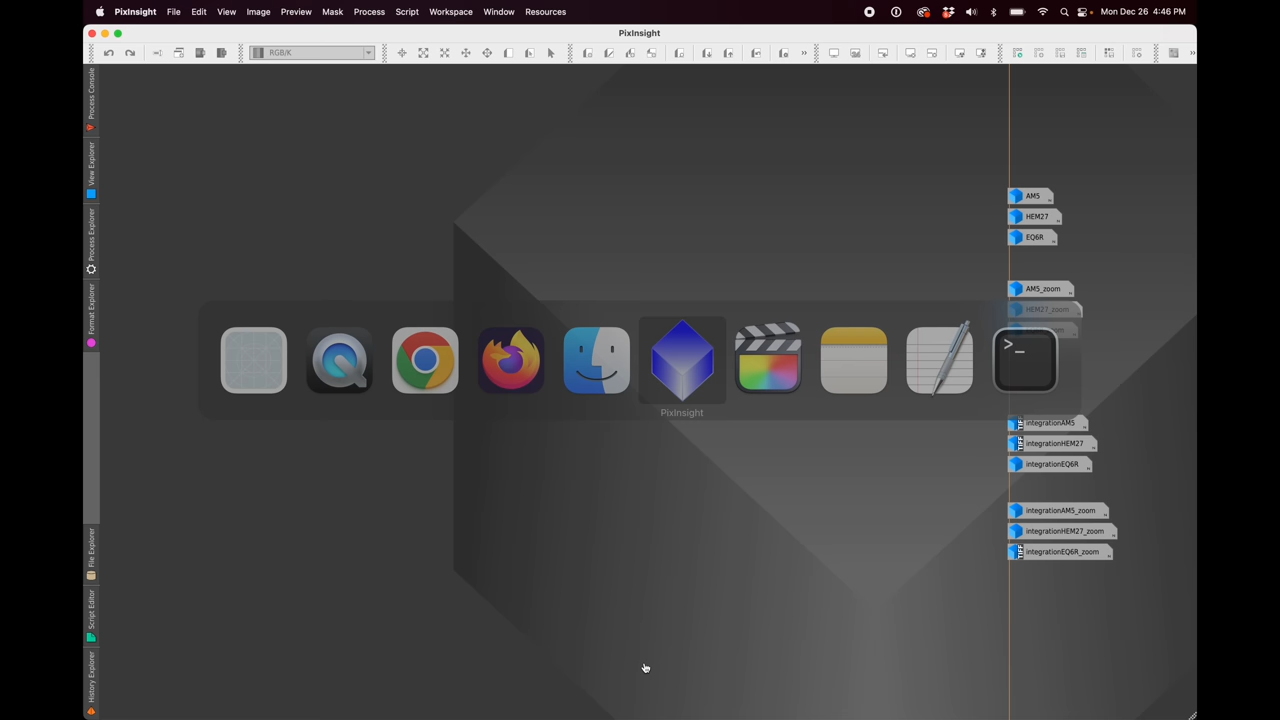 PixInsight File Edit View Image Preview Mask Process Script Workspace Window Resources Mon Dec 26 4:46 PM
PixInsight
RGB/K
Process Console
View Explorer
Process Explorer
Format Explorer
File Explorer
Script Editor
History Explorer
AM5
HEM27
EQ6R
AM5_zoom
HEM27_zoom
PixInsight
>_
integrationAM5
integrationHEM27
integrationEQ6R
integrationAM5_zoom
integrationHEM27_zoom
integrationEQ6R_zoom